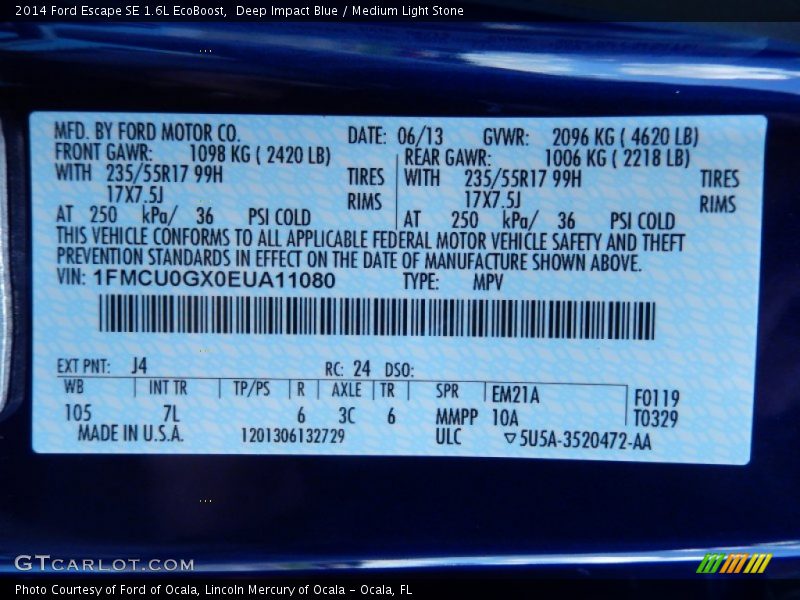 2014 Ford Escape SE 1.6L EcoBoost, Deep Impact Blue / Medium Light Stone
MFD. BY FORD MOTOR CO. DATE: 06/13 GVWR: 2096 KG ( 4620 LB)
FRONT GAWR: 1098 KG ( 2420 LB) REAR GAWR: 1006 KG ( 2218 LB)
WITH 235/55R17 99H TIRES WITH 235/55R17 99H TIRES
17X7.5J RIMS 17X7.5J RIMS
AT 250 kPa/ 36 PSI COLD AT 250 kPa/ 36 PSI COLD
THIS VEHICLE CONFORMS TO ALL APPLICABLE FEDERAL MOTOR VEHICLE SAFETY AND THEFT
PREVENTION STANDARDS IN EFFECT ON THE DATE OF MANUFACTURE SHOWN ABOVE.
VIN: 1FMCU0GX0EUA11080 TYPE: MPV
EXT PNT: J4 RC: 24 DSO:
WB INT TR TP/PS R AXLE TR SPR EM21A F0119
105 7L 6 3C 6 MMPP 10A T0329
MADE IN U.S.A. 1201306132729 ULC ▽5U5A-3520472-AA
GTCARLOT.COM
Photo Courtesy of Ford of Ocala, Lincoln Mercury of Ocala - Ocala, FL